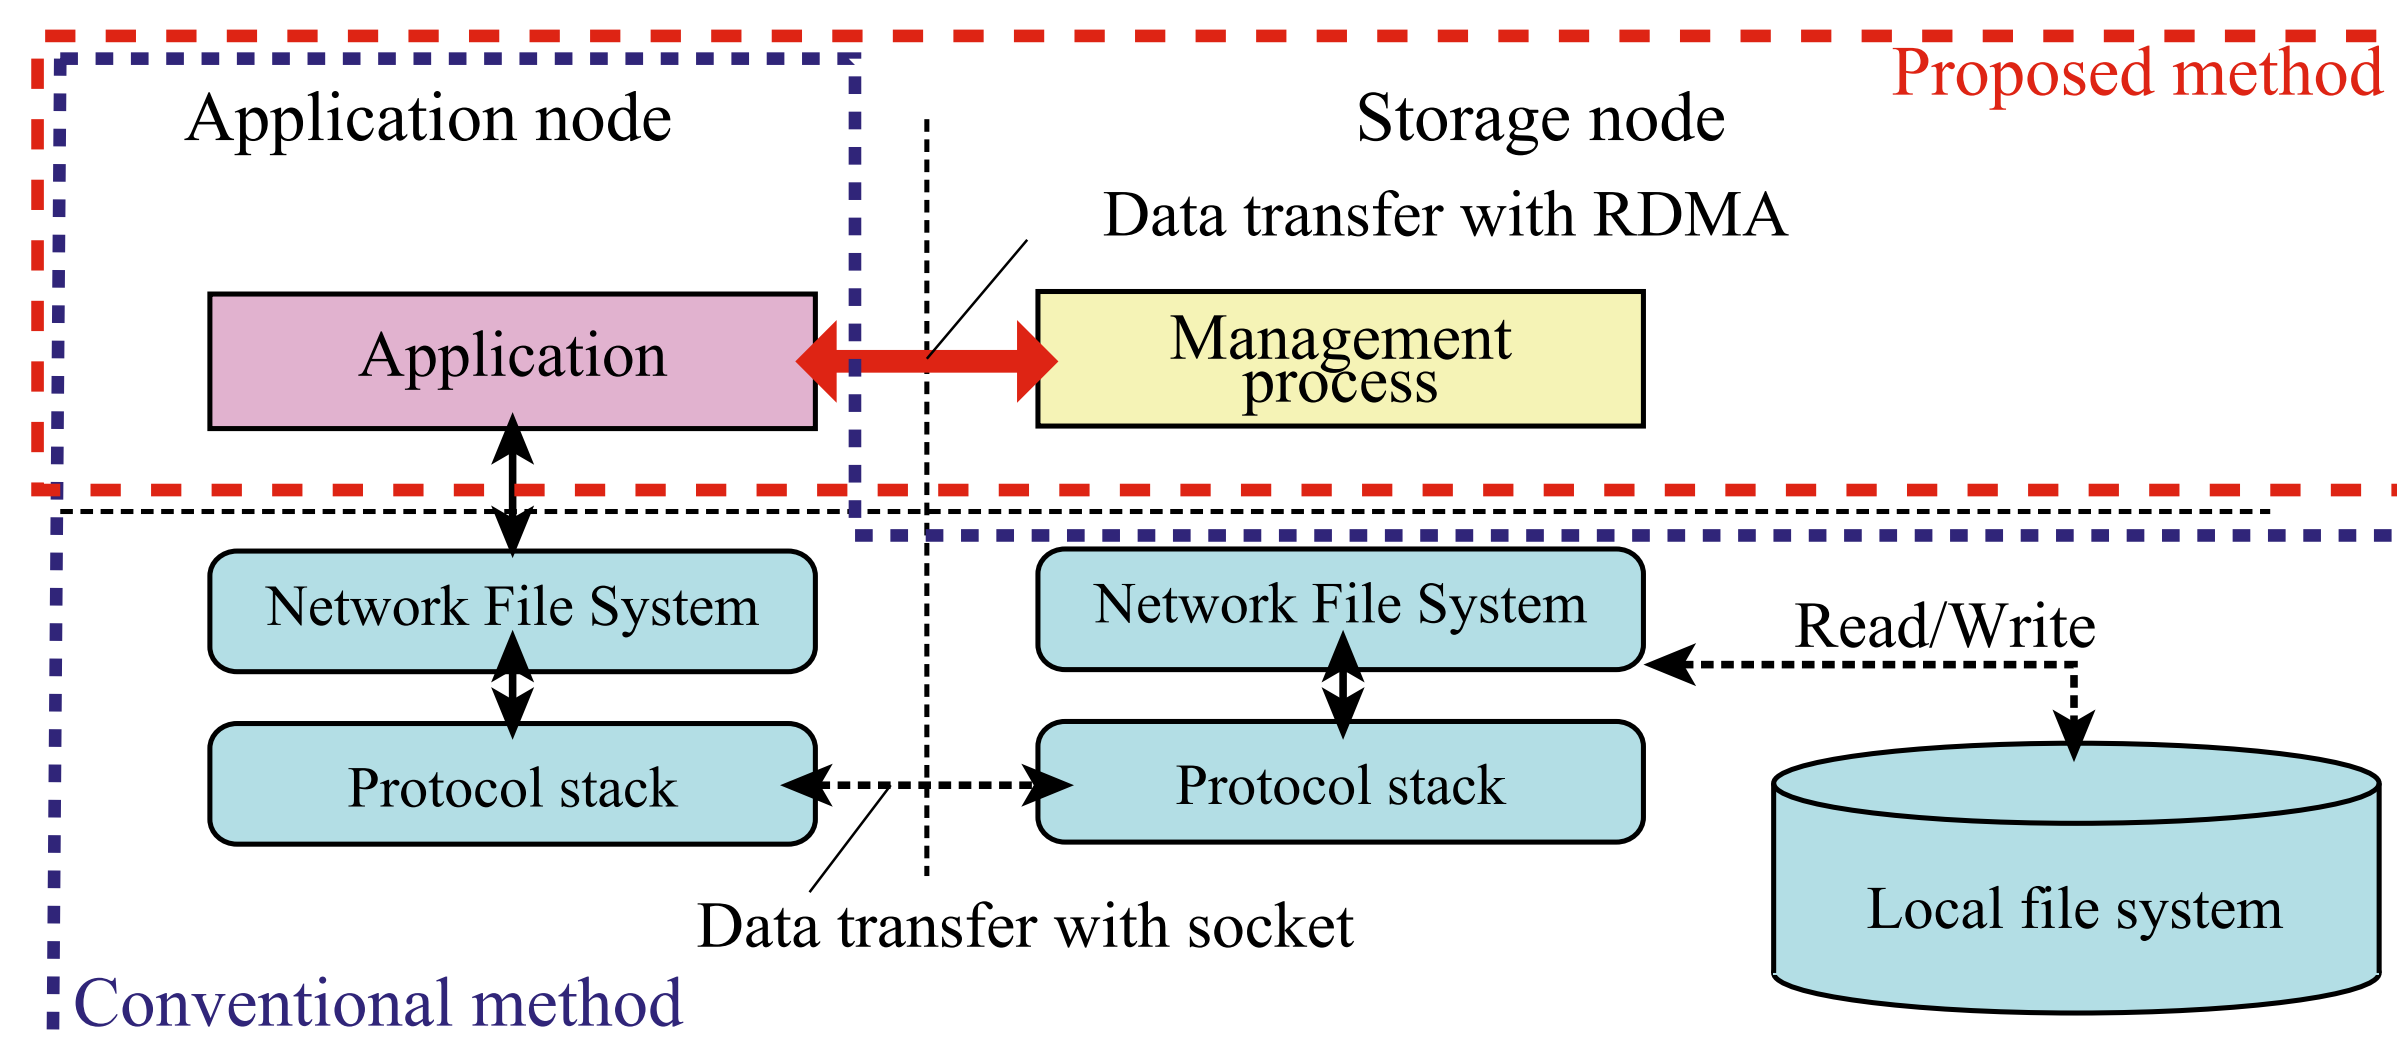 Proposed method
Application node
Storage node
Data transfer with RDMA
Application
Management
process
Network File System
Network File System
Read/Write
Protocol stack
Protocol stack
Local file system
Data transfer with socket
Conventional method